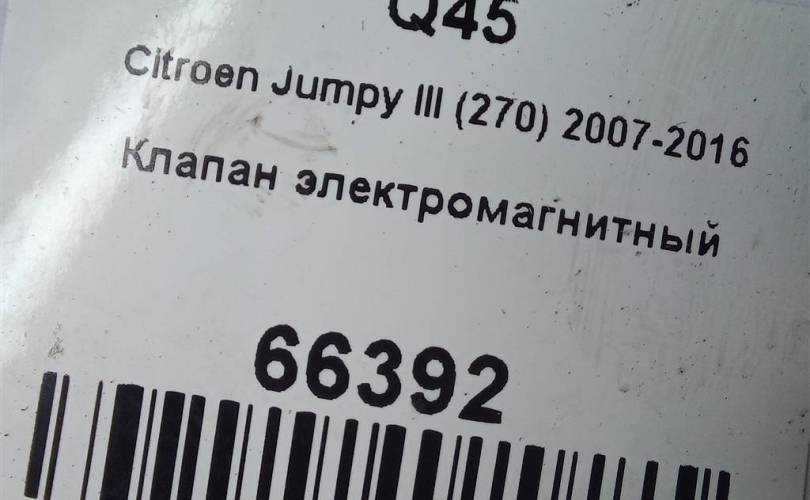 Q45
Citroen Jumpy III (270) 2007-2016
Клапан электромагнитный
66392